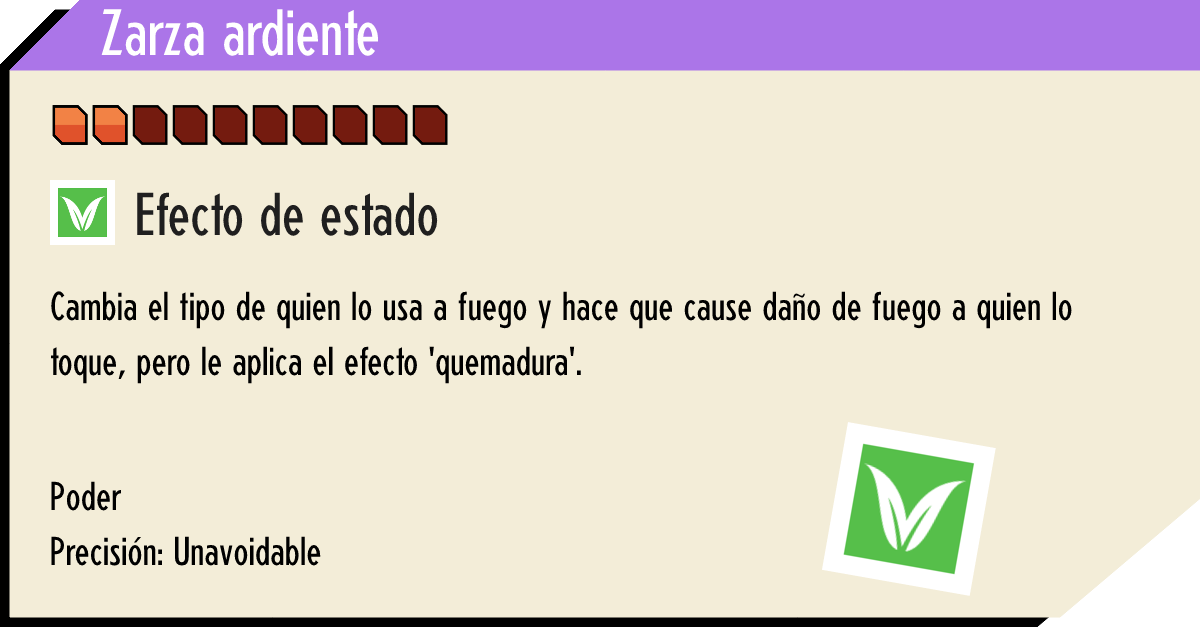 Zarza ardiente
Efecto de estado
Cambia el tipo de quien lo usa a fuego y hace que cause daño de fuego a quien lo
toque, pero le aplica el efecto 'quemadura'.
Poder
Precisión: Unavoidable